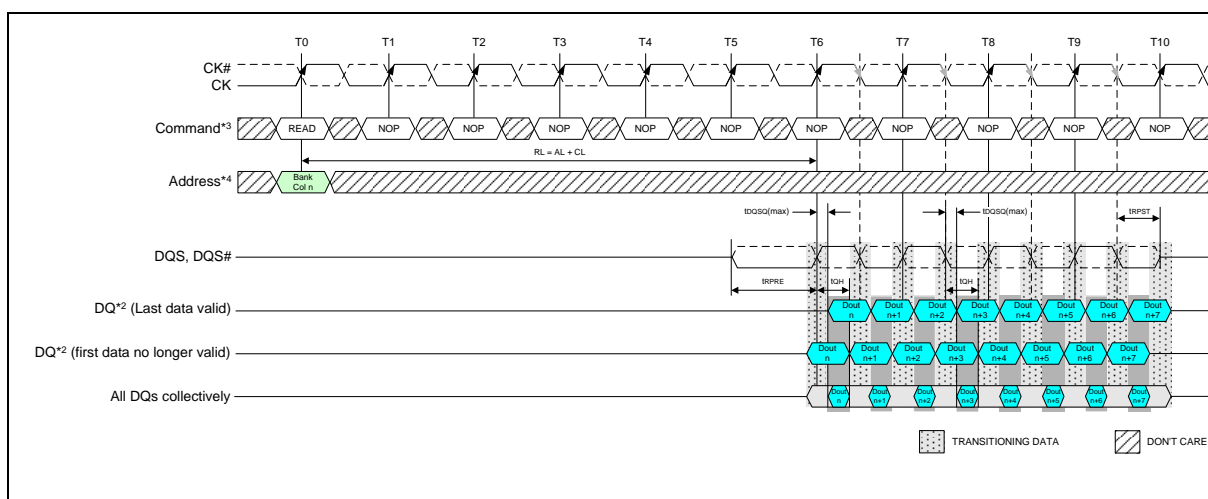 T0 T1 T2 T3 T4 T5 T6 T7 T8 T9 T10
CK#
CK
Command*3 READ NOP NOP NOP NOP NOP NOP NOP NOP NOP NOP
RL = AL + CL
Address*4 Bank
Col n
tDQSQ(max) tDQSQ(max) tRPST
DQS, DQS#
tRPRE tQH tQH
DQ*2 (Last data valid) Dout n Dout n+1 Dout n+2 Dout n+3 Dout n+4 Dout n+5 Dout n+6 Dout n+7
DQ*2 (first data no longer valid) Dout n Dout n+1 Dout n+2 Dout n+3 Dout n+4 Dout n+5 Dout n+6 Dout n+7
All DQs collectively Dout n Dout n+1 Dout n+2 Dout n+3 Dout n+4 Dout n+5 Dout n+6 Dout n+7
TRANSITIONING DATA DON'T CARE